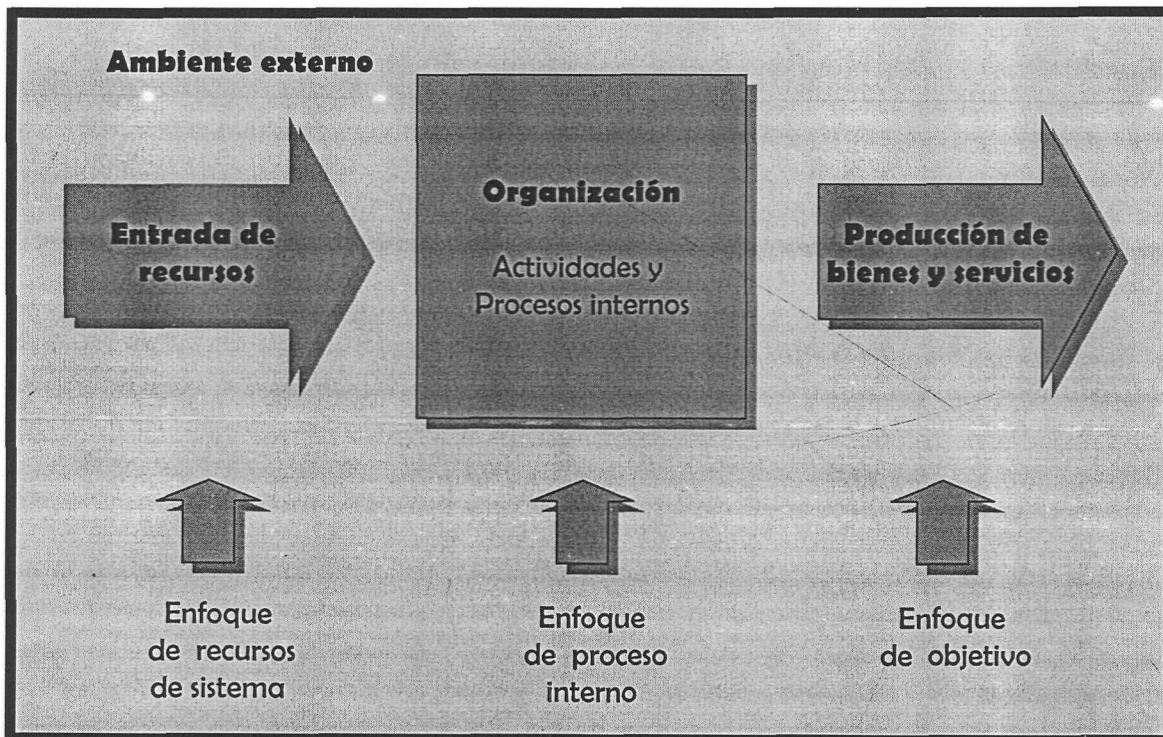 Ambiente externo
Entrada de
recursos
Organización
Actividades y
Procesos internos
Producción de
bienes y servicios
Enfoque
de recursos
de sistema
Enfoque
de proceso
interno
Enfoque
de objetivo